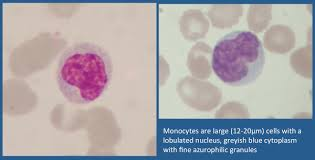 Monocytes are large (12-20μm) cells with a
lobulated nucleus, greyish blue cytoplasm
with fine azurophilic granules